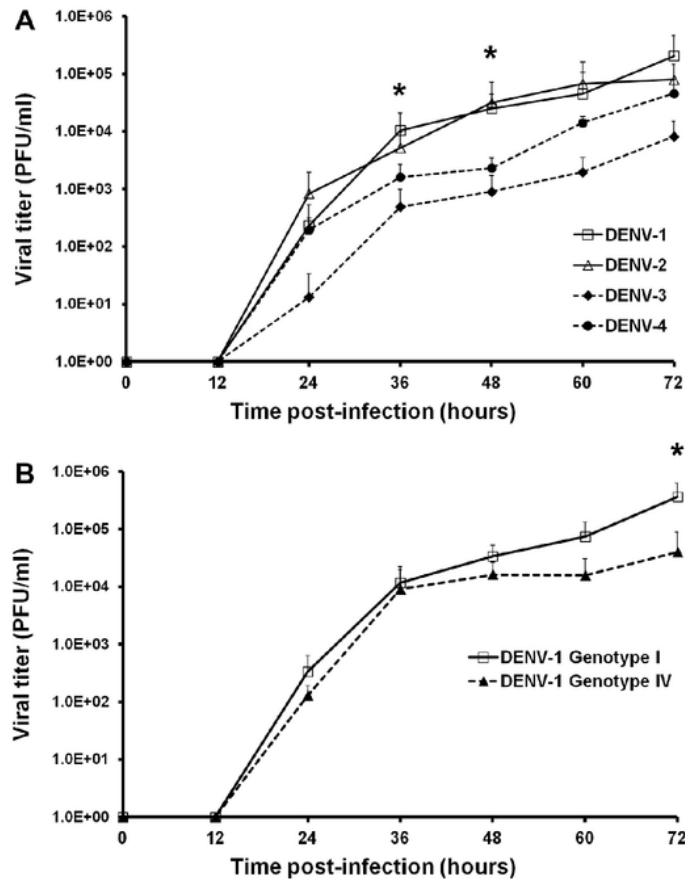 A
1.0E+06
1.0E+05
1.0E+04
1.0E+03
1.0E+02
1.0E+01
1.0E+00
Viral titer (PFU/ml)
*
*
DENV-1
DENV-2
DENV-3
DENV-4
0 12 24 36 48 60 72
Time post-infection (hours)
B
1.0E+06
1.0E+05
1.0E+04
1.0E+03
1.0E+02
1.0E+01
1.0E+00
Viral titer (PFU/ml)
*
DENV-1 Genotype I
DENV-1 Genotype IV
0 12 24 36 48 60 72
Time post-infection (hours)